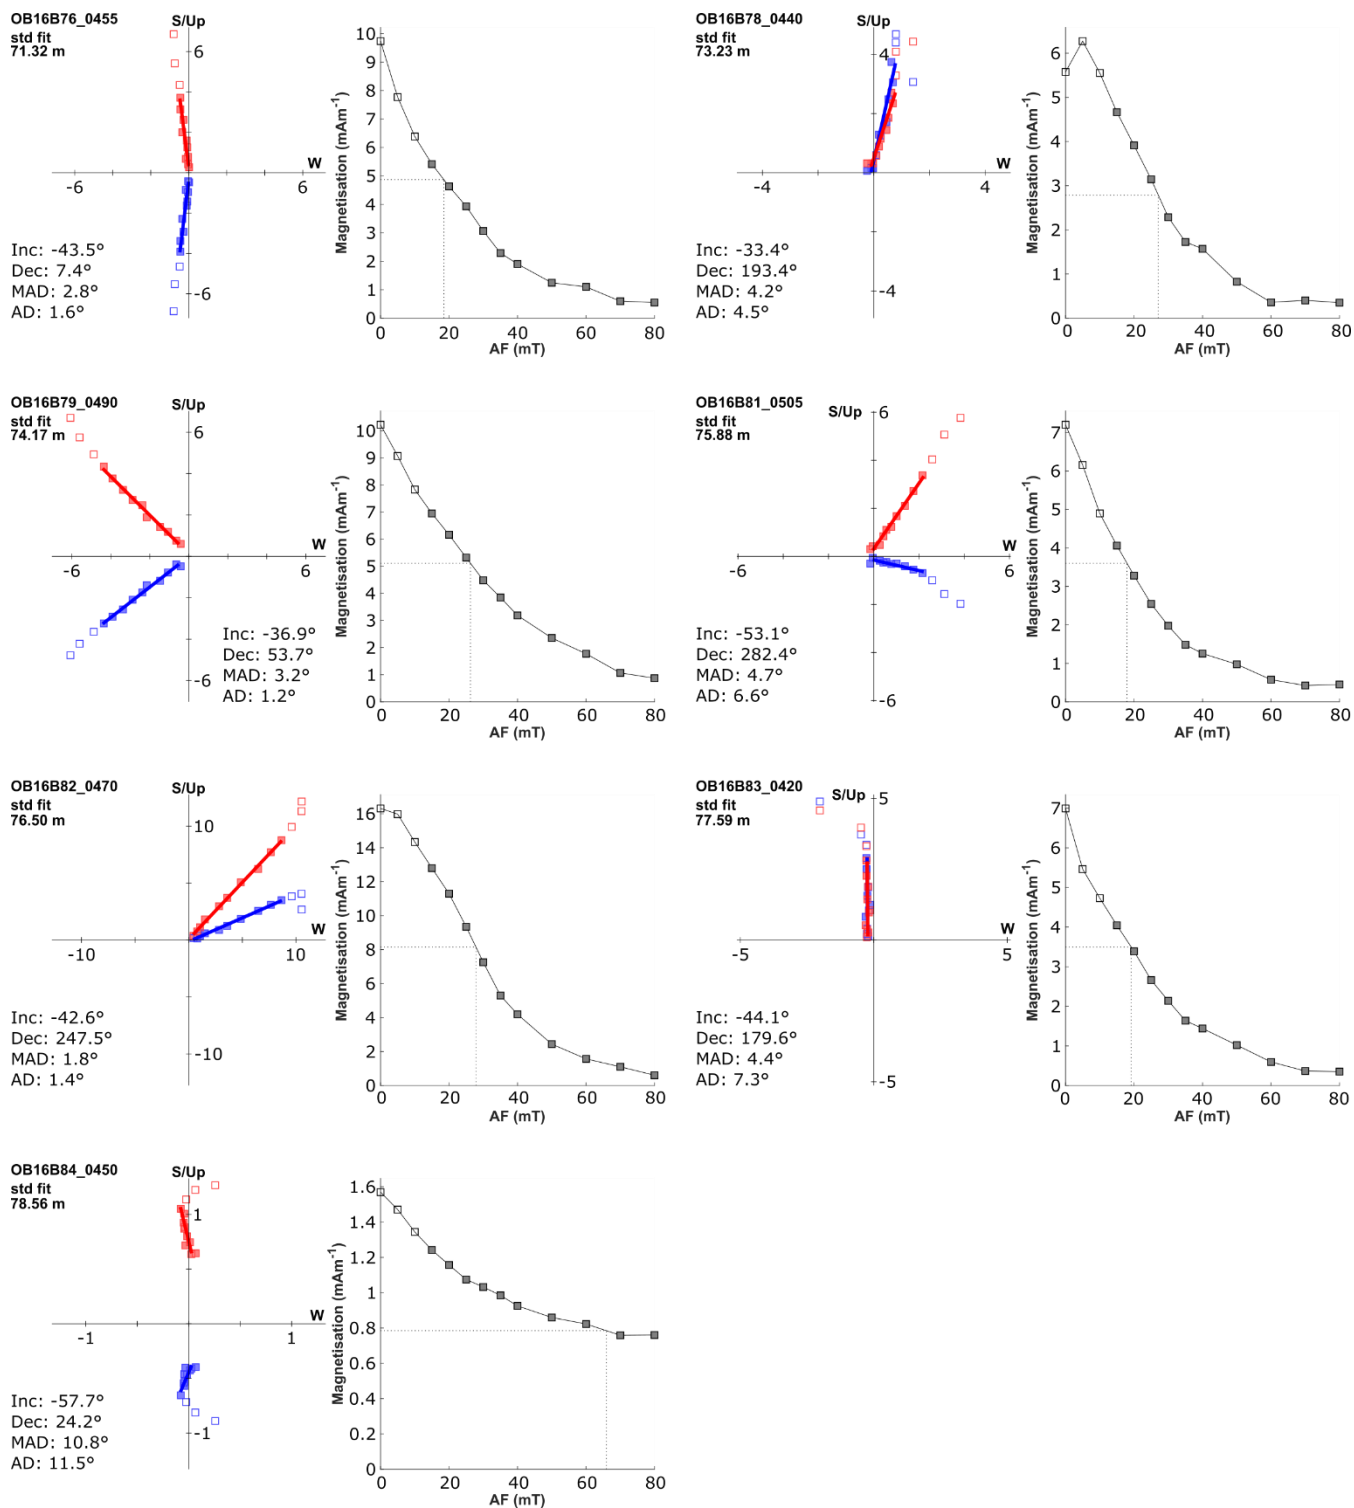 OB16B76_0455
std fit
71.32 m
S/Up
6
W
-6
6
-6
Inc: -43.5°
Dec: 7.4°
MAD: 2.8°
AD: 1.6°
Magnetisation (mAm⁻¹)
10
9
8
7
6
5
4
3
2
1
0
0 20 40 60 80
AF (mT)
OB16B78_0440
std fit
73.23 m
S/Up
4
W
-4
4
-4
Inc: -33.4°
Dec: 193.4°
MAD: 4.2°
AD: 4.5°
Magnetisation (mAm⁻¹)
6
5
4
3
2
1
0
0 20 40 60 80
AF (mT)
OB16B79_0490
std fit
74.17 m
S/Up
6
W
-6
6
-6
Inc: -36.9°
Dec: 53.7°
MAD: 3.2°
AD: 1.2°
Magnetisation (mAm⁻¹)
10
9
8
7
6
5
4
3
2
1
0
0 20 40 60 80
AF (mT)
OB16B81_0505
std fit
75.88 m
S/Up
6
W
-6
6
-6
Inc: -53.1°
Dec: 282.4°
MAD: 4.7°
AD: 6.6°
Magnetisation (mAm⁻¹)
7
6
5
4
3
2
1
0
0 20 40 60 80
AF (mT)
OB16B82_0470
std fit
76.50 m
S/Up
10
W
-10
10
-10
Inc: -42.6°
Dec: 247.5°
MAD: 1.8°
AD: 1.4°
Magnetisation (mAm⁻¹)
16
14
12
10
8
6
4
2
0
0 20 40 60 80
AF (mT)
OB16B83_0420
std fit
77.59 m
S/Up
5
W
-5
5
-5
Inc: -44.1°
Dec: 179.6°
MAD: 4.4°
AD: 7.3°
Magnetisation (mAm⁻¹)
7
6
5
4
3
2
1
0
0 20 40 60 80
AF (mT)
OB16B84_0450
std fit
78.56 m
S/Up
1
W
-1
1
-1
Inc: -57.7°
Dec: 24.2°
MAD: 10.8°
AD: 11.5°
Magnetisation (mAm⁻¹)
1.6
1.4
1.2
1
0.8
0.6
0.4
0.2
0
0 20 40 60 80
AF (mT)